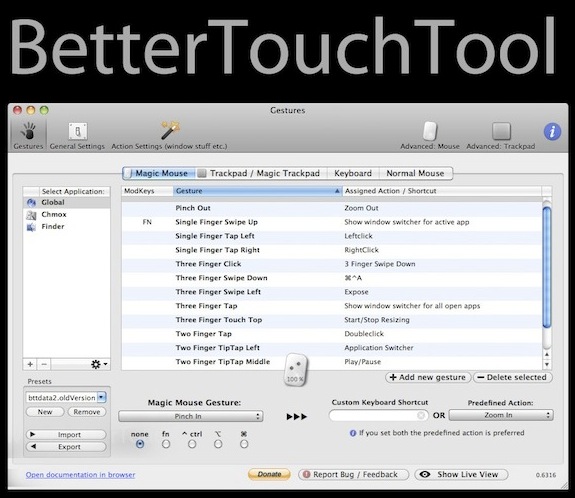 BetterTouchTool
Gestures
Gestures General Settings Action Settings (window stuff etc.) Advanced: Mouse Advanced: Trackpad i
Magic Mouse Trackpad / Magic Trackpad Keyboard Normal Mouse
Select Application: ModKeys Gesture Assigned Action / Shortcut
Global
Chmox
Finder
Pinch Out Zoom Out
FN Single Finger Swipe Up Show window switcher for active app
Single Finger Tap Left Leftclick
Single Finger Tap Right RightClick
Three Finger Click 3 Finger Swipe Down
Three Finger Swipe Down ⌘^A
Three Finger Swipe Left Expose
Three Finger Tap Show window switcher for all open apps
Three Finger Touch Top Start/Stop Resizing
Two Finger Tap Doubleclick
Two Finger TipTap Left Application Switcher
Two Finger TipTap Middle Play/Pause
+ −
100 %
+ Add new gesture − Delete selected
Presets
bttdata2.oldVersion
New Remove
Import
Export
Magic Mouse Gesture:
Pinch In
none fn ^ ctrl ⌥ ⌘
Custom Keyboard Shortcut OR Predefined Action:
Zoom In
i If you set both the predefined action is preferred
Open documentation in browser Donate ! Report Bug / Feedback Show Live View 0.6316